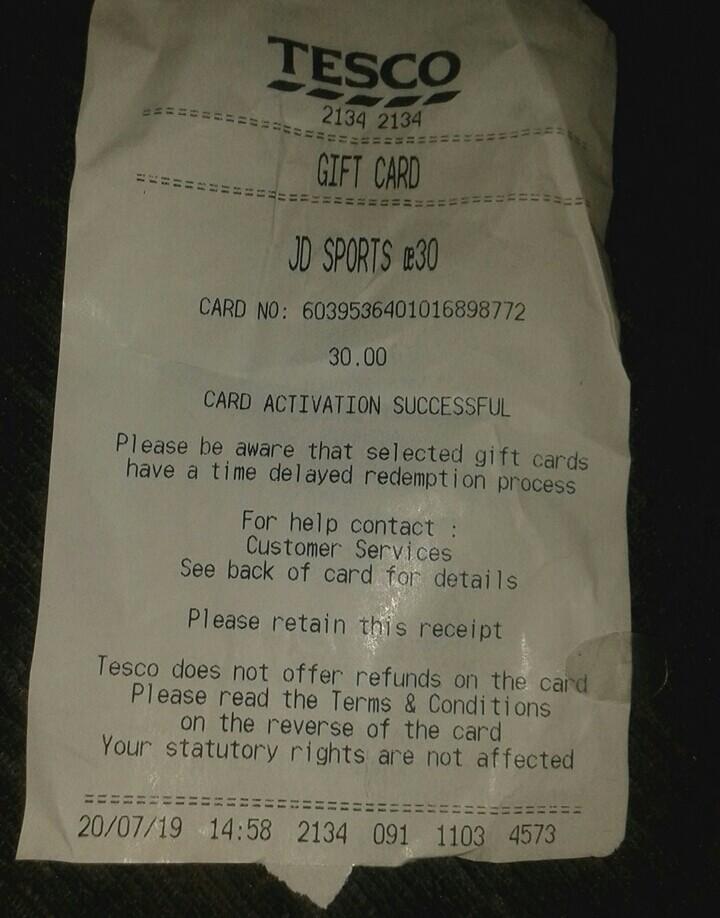 TESCO
2134 2134
================================================
GIFT CARD
================================================
JD SPORTS œ30
CARD NO: 6039536401016898772
30.00
CARD ACTIVATION SUCCESSFUL
Please be aware that selected gift cards
have a time delayed redemption process
For help contact :
Customer Services
See back of card for details
Please retain this receipt
Tesco does not offer refunds on the card
Please read the Terms & Conditions
on the reverse of the card
Your statutory rights are not affected
================================================
20/07/19 14:58 2134 091 1103 4573